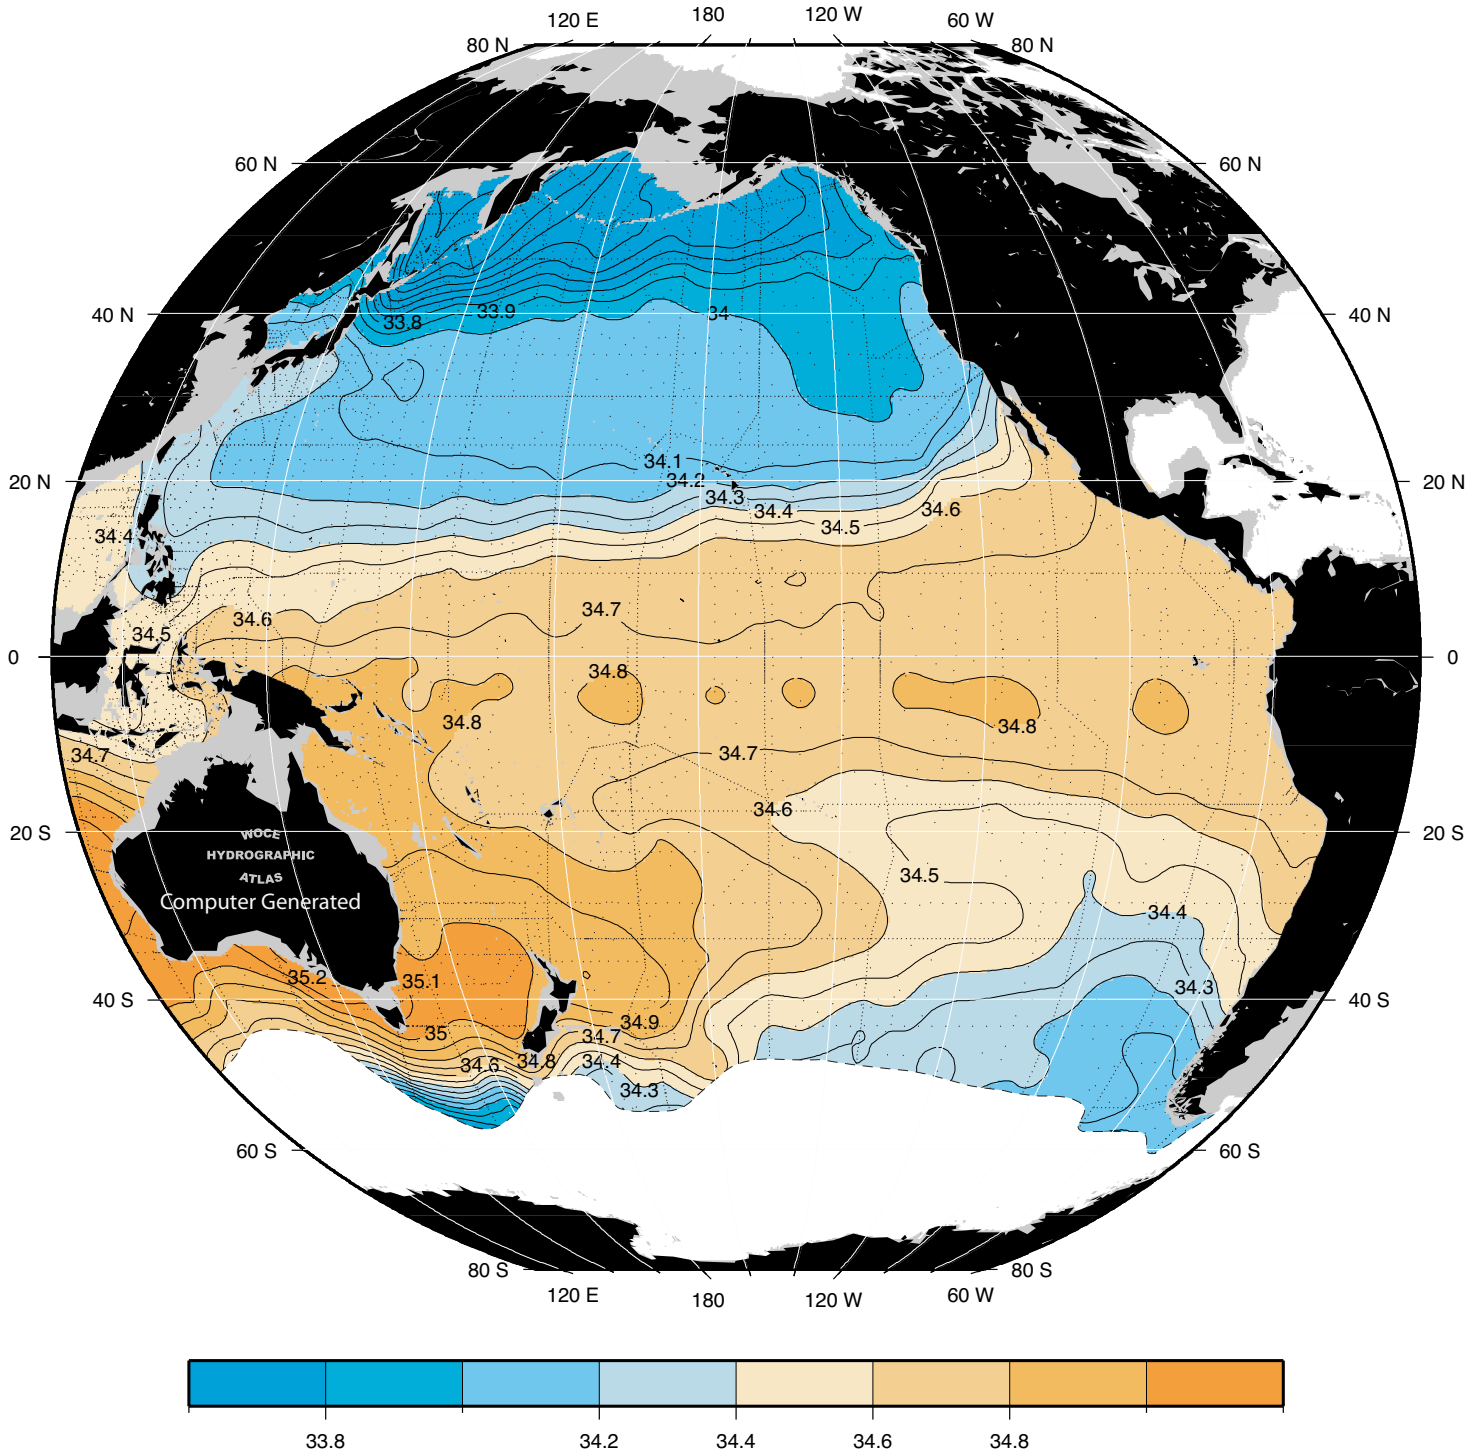 120 E 180 120 W 60 W
80 N 80 N
60 N 60 N
40 N 33.8 33.9 34 40 N
34.1
20 N 34.2 20 N
34.3
34.4 34.6
34.4 34.5
34.6 34.7
34.5
0 34.8 0
34.8 34.8
34.7 34.7
34.6
20 S WOCE 20 S
HYDROGRAPHIC
ATLAS 34.5
Computer Generated 34.4
35.2 35.1 34.3
40 S 40 S
34.9
35 34.7
34.6 34.8 34.4
34.3
60 S 60 S
80 S 80 S
120 E 180 120 W 60 W
33.8 34.2 34.4 34.6 34.8